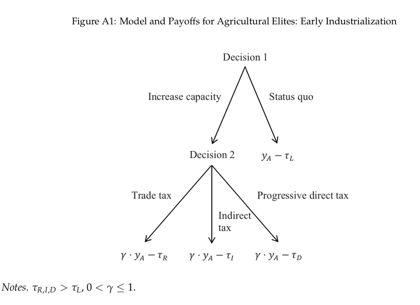 Figure A1: Model and Payoffs for Agricultural Elites: Early Industrialization
Decision 1
Increase capacity
Status quo
Decision 2
y_A − τ_L
Trade tax
Indirect
tax
Progressive direct tax
γ · y_A − τ_R
γ · y_A − τ_I
γ · y_A − τ_D
Notes. τ_{R,I,D} > τ_L, 0 < γ ≤ 1.